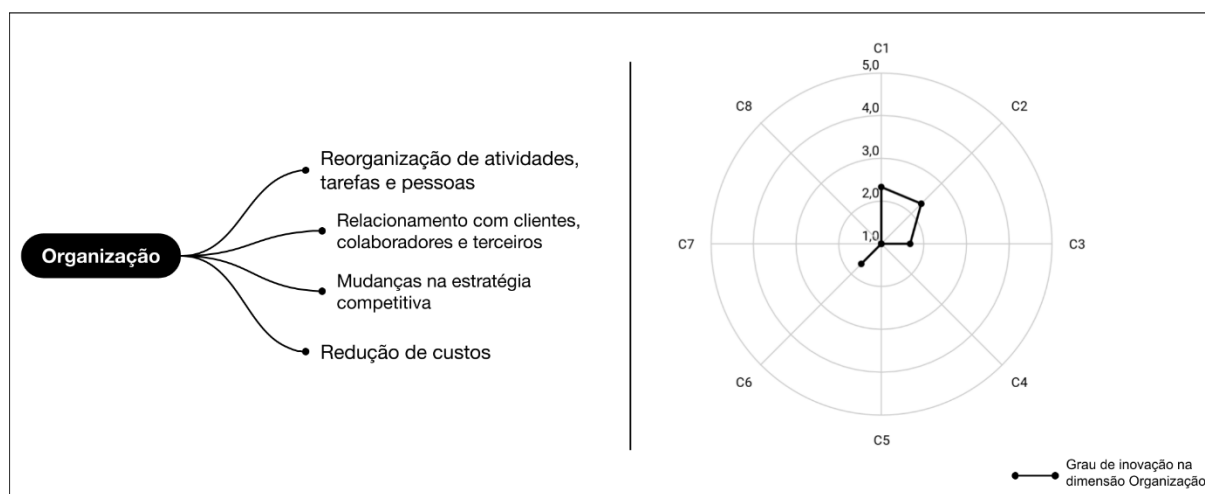 Organização
Reorganização de atividades,
tarefas e pessoas
Relacionamento com clientes,
colaboradores e terceiros
Mudanças na estratégia
competitiva
Redução de custos
C1
5,0
C8
C2
4,0
3,0
2,0
C7
1,0
C3
C6
C4
C5
Grau de inovação na
dimensão Organização